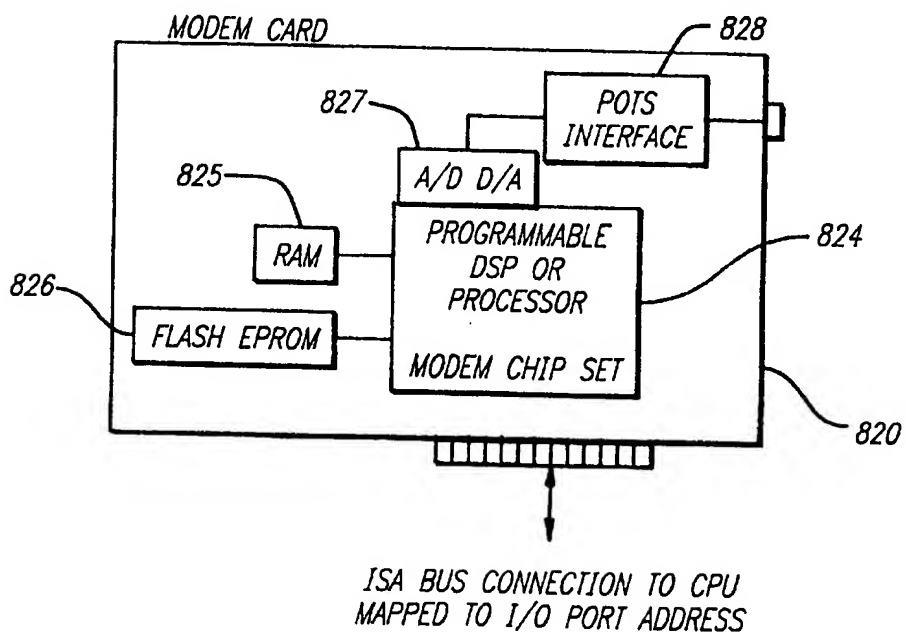 MODEM CARD
828
827
POTS
INTERFACE
A/D D/A
825
RAM
PROGRAMMABLE
DSP OR
PROCESSOR
824
826
FLASH EPROM
MODEM CHIP SET
820
ISA BUS CONNECTION TO CPU
MAPPED TO I/O PORT ADDRESS